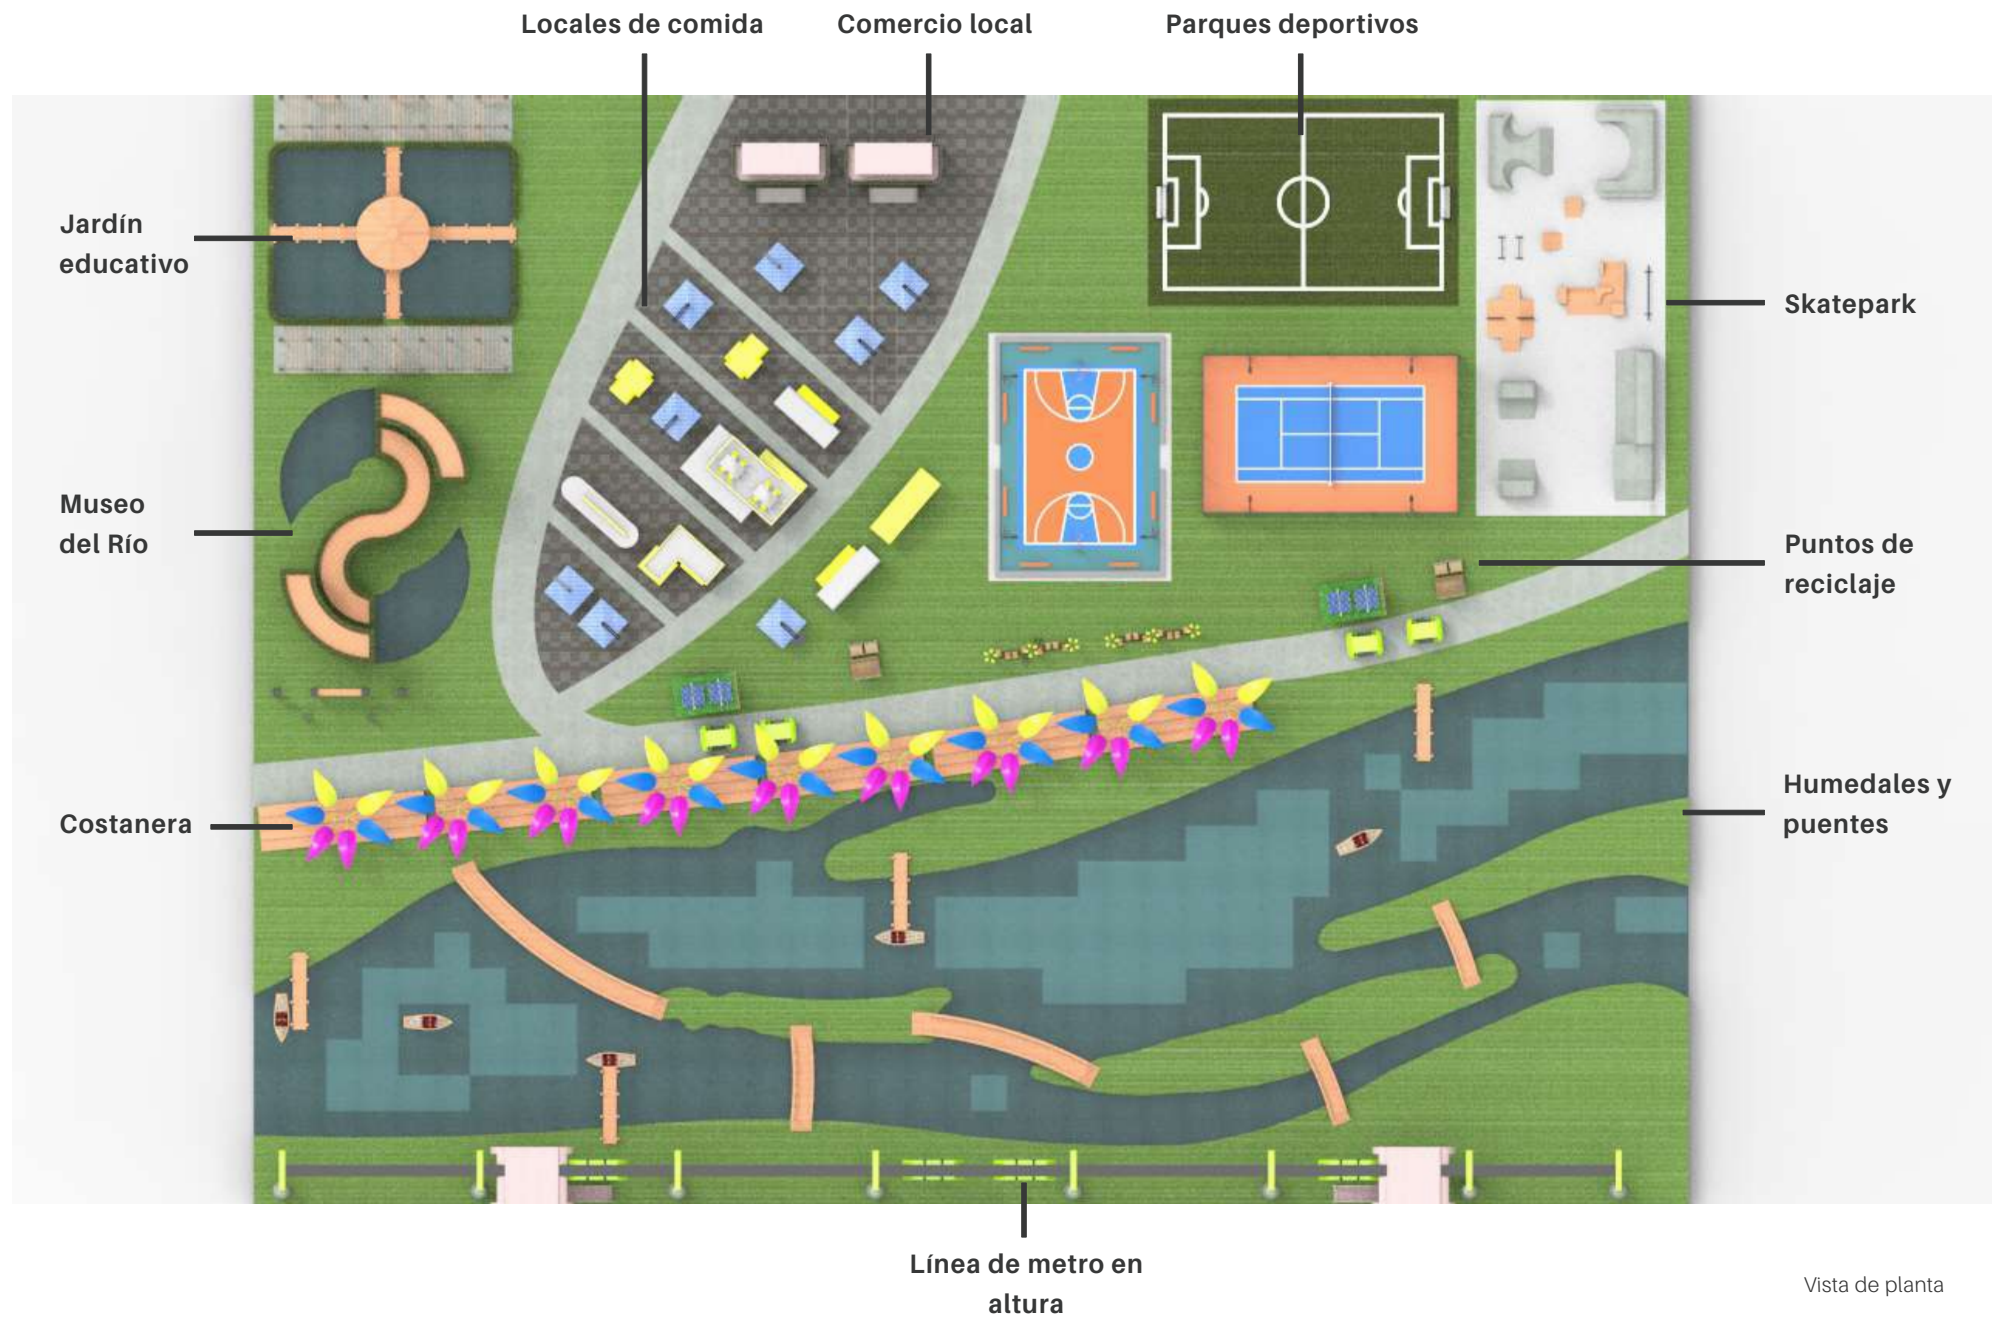 Locales de comida
Comercio local
Parques deportivos
Jardín
educativo
Skatepark
Museo
del Río
Puntos de
reciclaje
Costanera
Humedales y
puentes
Línea de metro en
altura
Vista de planta